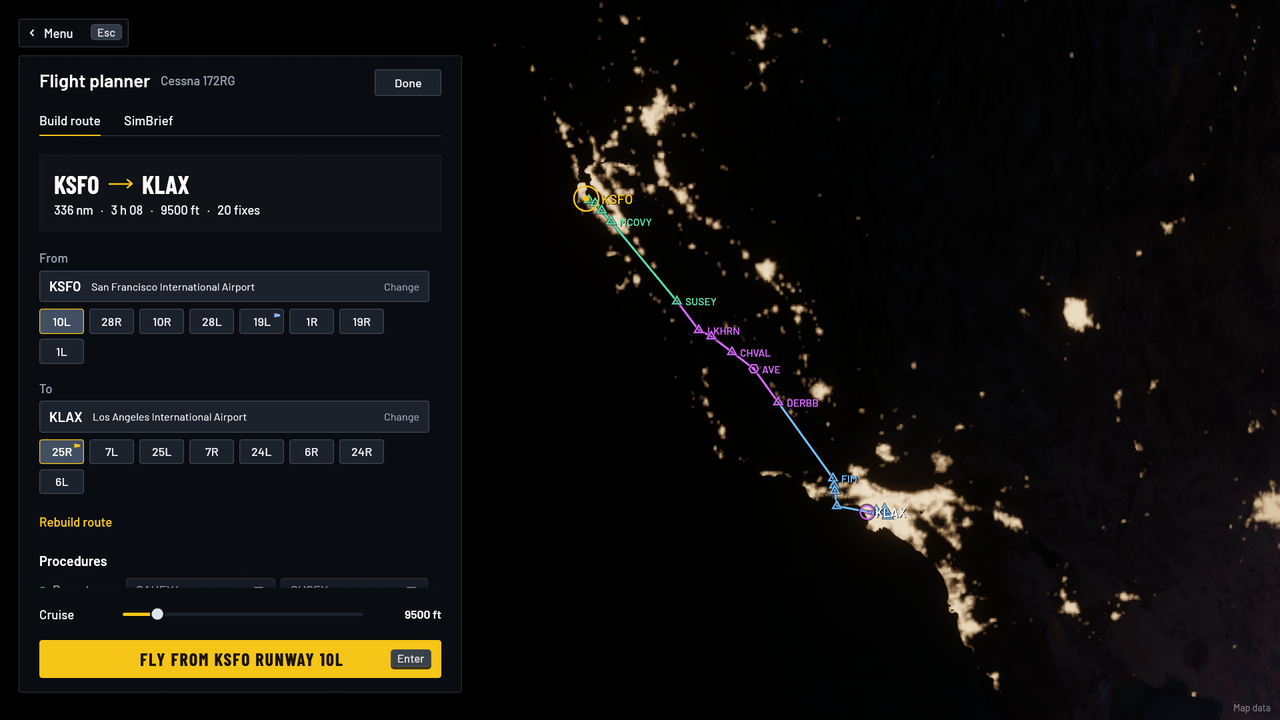 Menu Esc
Flight planner Cessna 172RG Done
Build route SimBrief
KSFO → KLAX
336 nm · 3 h 08 · 9500 ft · 20 fixes
From
KSFO San Francisco International Airport Change
10L 28R 10R 28L 19L 1R 19R
1L
To
KLAX Los Angeles International Airport Change
25R 7L 25L 7R 24L 6R 24R
6L
Rebuild route
Procedures
Cruise 9500 ft
FLY FROM KSFO RUNWAY 10L Enter
KSFO
MCOVY
SUSEY
LKHRN
CHVAL
AVE
DERBB
FIM
KLAX
Map data